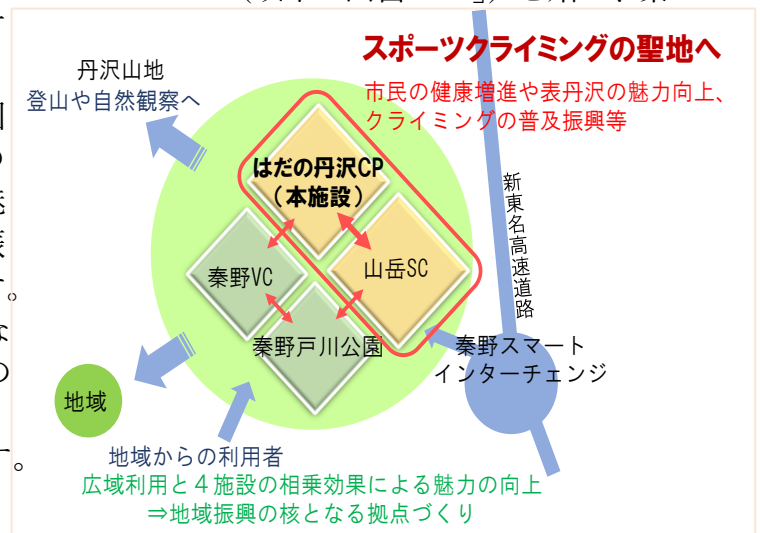 スポーツクライミングの聖地へ
市民の健康増進や表丹沢の魅力向上、
クライミングの普及振興等
丹沢山地
登山や自然観察へ
はだの丹沢CP
(本施設)
新東名高速道路
秦野VC
山岳SC
秦野戸川公園
秦野スマート
インターチェンジ
地域
地域からの利用者
広域利用と4施設の相乗効果による魅力の向上
⇒地域振興の核となる拠点づくり